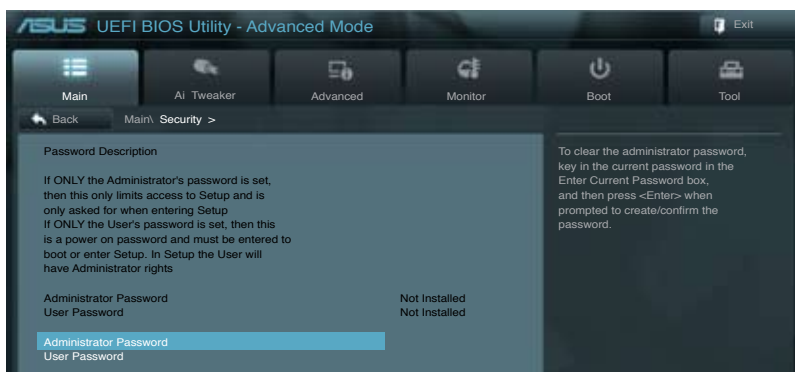 ASUS UEFI BIOS Utility - Advanced Mode
Exit
Main
Ai Tweaker
Advanced
Monitor
Boot
Tool
Back
Main\ Security >
Password Description
If ONLY the Administrator's password is set,
then this only limits access to Setup and is
only asked for when entering Setup
If ONLY the User's password is set, then this
is a power on password and must be entered to
boot or enter Setup. In Setup the User will
have Administrator rights
Administrator Password Not Installed
User Password Not Installed
Administrator Password
User Password
To clear the administrator password,
key in the current password in the
Enter Current Password box,
and then press <Enter> when
prompted to create/confirm the
password.